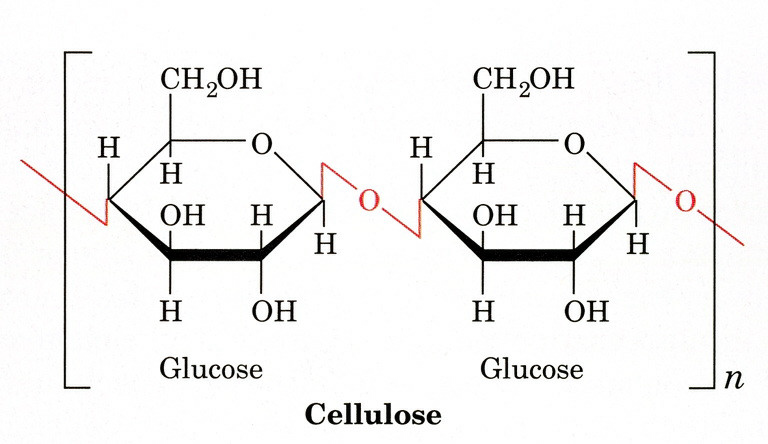 CH₂OH CH₂OH
H O H O
H H
OH H O OH H O
H H
H OH H OH
Glucose Glucose
n
Cellulose